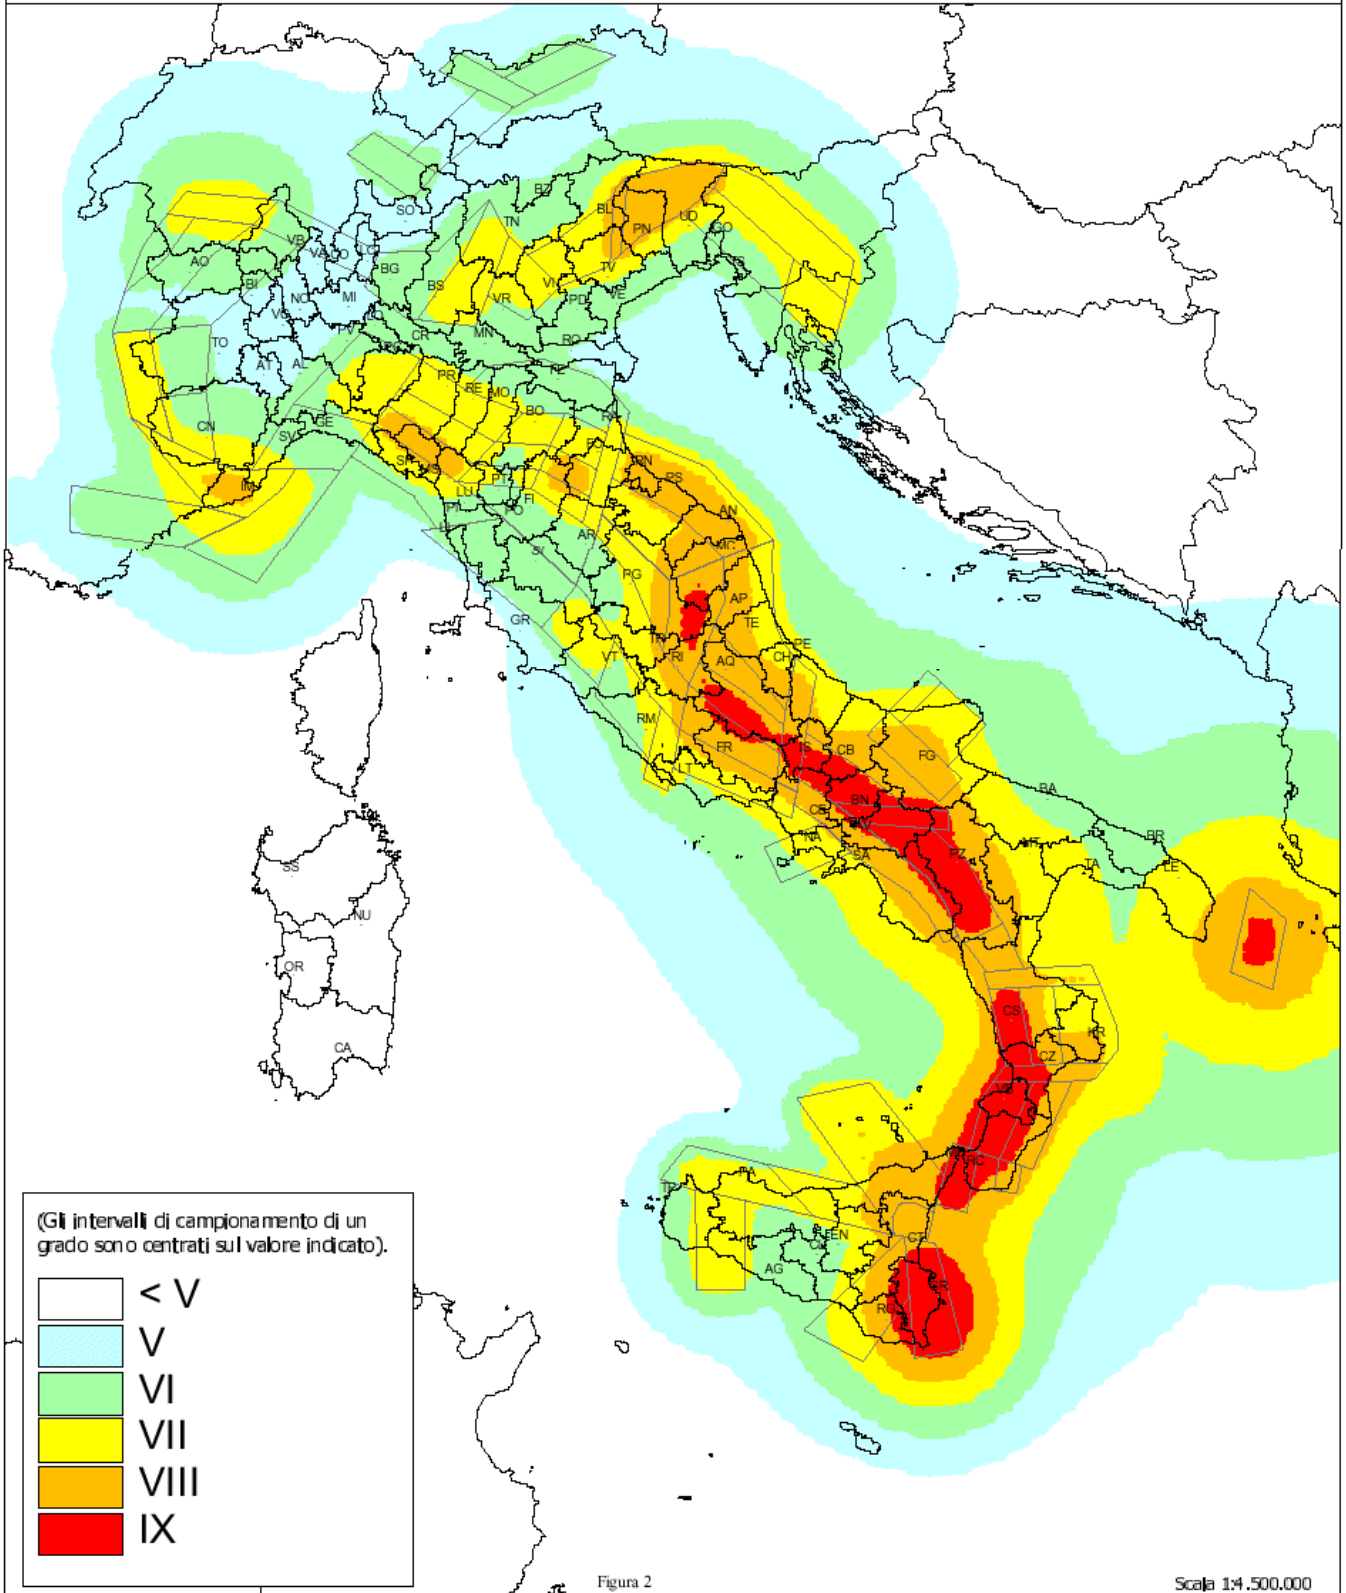 BZ
SO
TN
BL
UD
PN
GO
VB
VA
CO
LC
AO
BG
TS
TV
BI
BS
VI
NO
MI
VR
PD
VE
VC
LO
PV
TO
CR
MN
RO
PC
AT
AL
PR
FE
RE
MO
BO
RA
CN
GE
SV
FO
SP
MS
RN
PS
IM
LU
PT
FI
PI
PO
AN
LI
AR
SI
MC
PG
AP
GR
TE
TR
PE
VT
RI
AQ
CH
RM
FR
IS
CB
FG
LT
BA
BN
CE
AV
NA
BR
SA
PZ
MT
TA
LE
SS
NU
OR
CS
CA
KR
CZ
VV
ME
RC
PA
TP
EN
CT
CL
AG
SR
RG
(Gli intervalli di campionamento di un
grado sono centrati sul valore indicato).
< V
V
VI
VII
VIII
IX
Figura 2
Scala 1:4.500.000